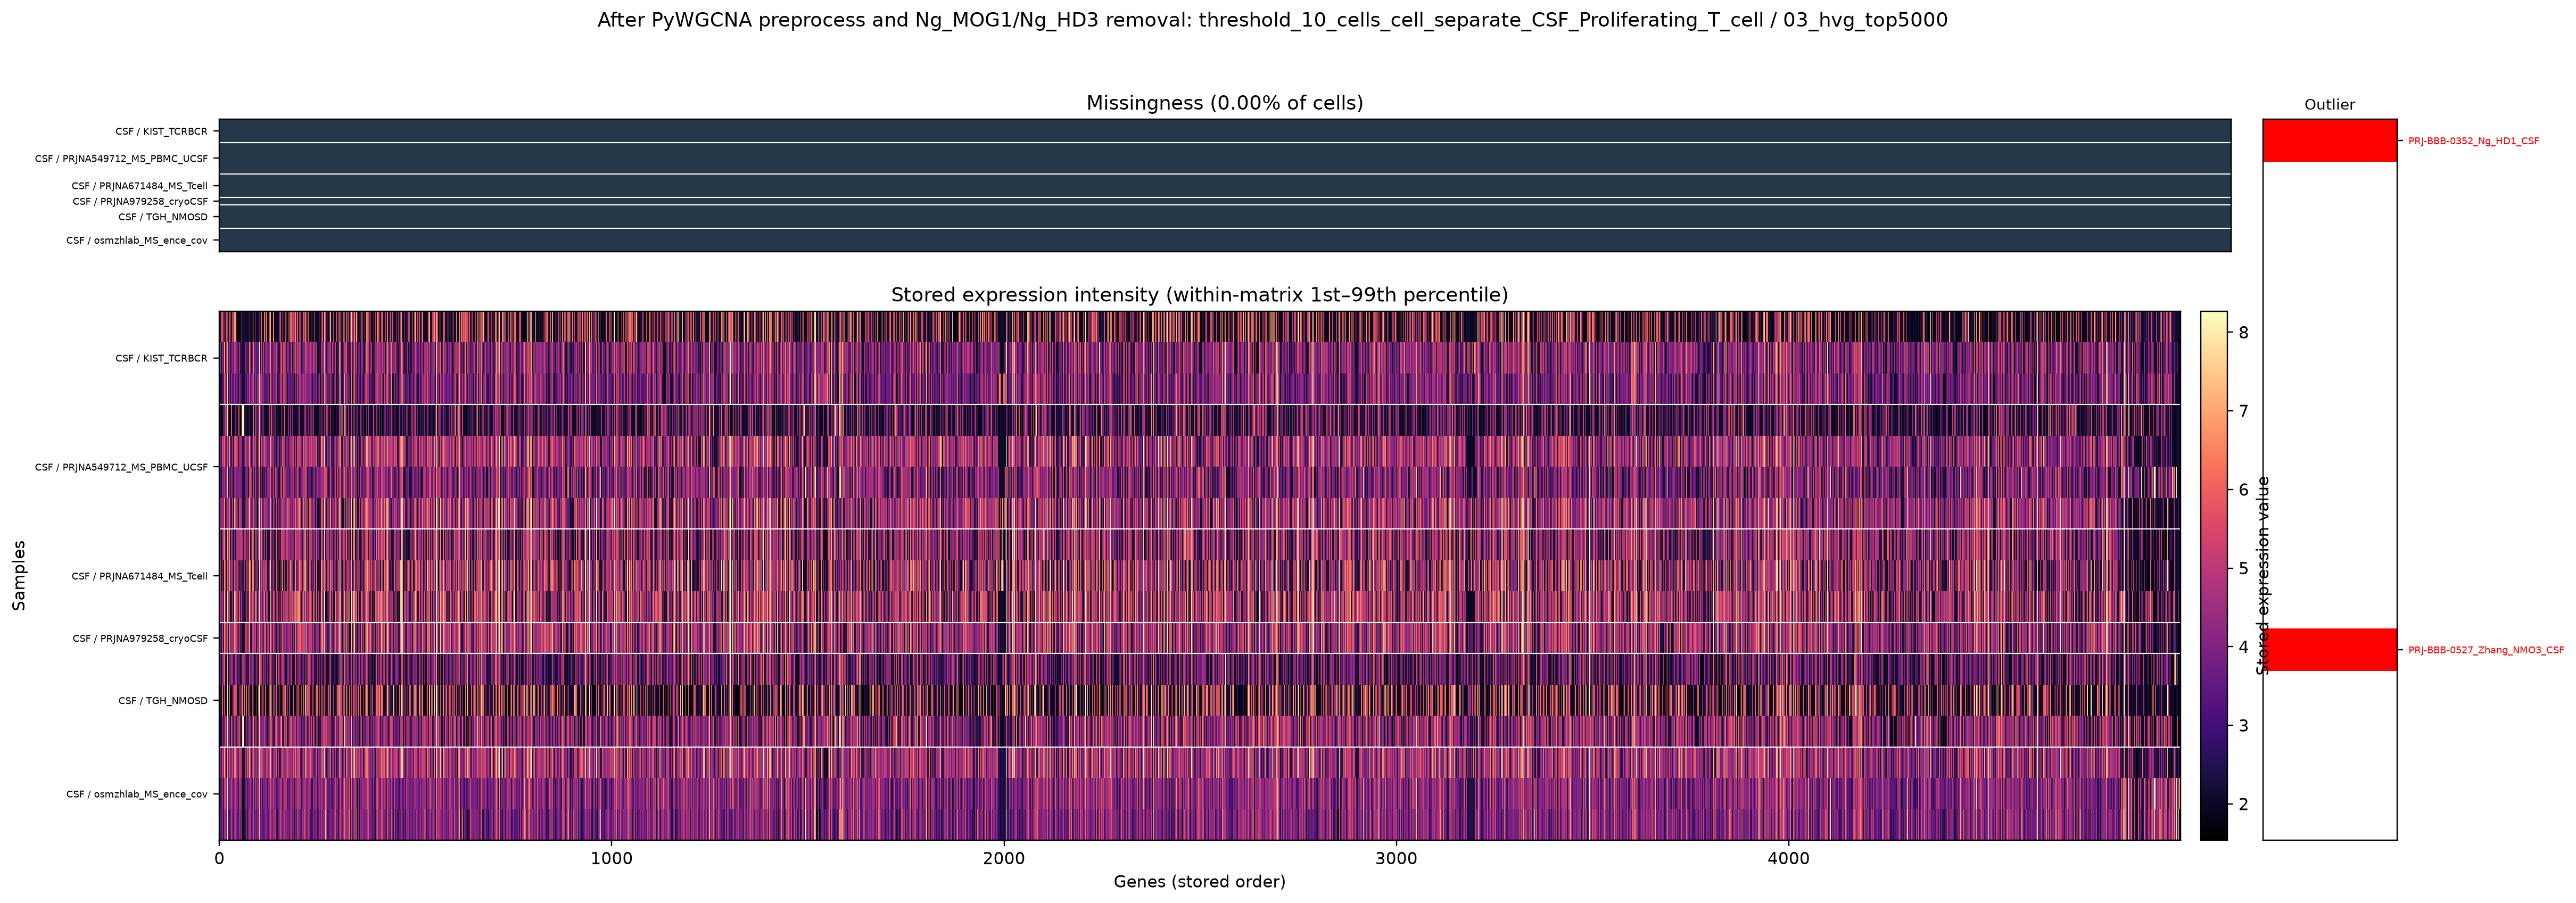 After PyWGCNA preprocess and Ng_MOG1/Ng_HD3 removal: threshold_10_cells_cell_separate_CSF_Proliferating_T_cell / 03_hvg_top5000
Missingness (0.00% of cells)
Outlier
CSF / KIST_TCRBCR
CSF / PRJNA549712_MS_PBMC_UCSF
CSF / PRJNA671484_MS_Tcell
CSF / PRJNA979258_cryoCSF
CSF / TGH_NMOSD
CSF / osmzhlab_MS_ence_cov
PRJ-BBB-0352_Ng_HD1_CSF
Stored expression intensity (within-matrix 1st–99th percentile)
Samples
CSF / KIST_TCRBCR
CSF / PRJNA549712_MS_PBMC_UCSF
CSF / PRJNA671484_MS_Tcell
CSF / PRJNA979258_cryoCSF
CSF / TGH_NMOSD
CSF / osmzhlab_MS_ence_cov
8
7
6
5
4
3
2
Stored expression value
PRJ-BBB-0527_Zhang_NMO3_CSF
0
1000
2000
3000
4000
Genes (stored order)